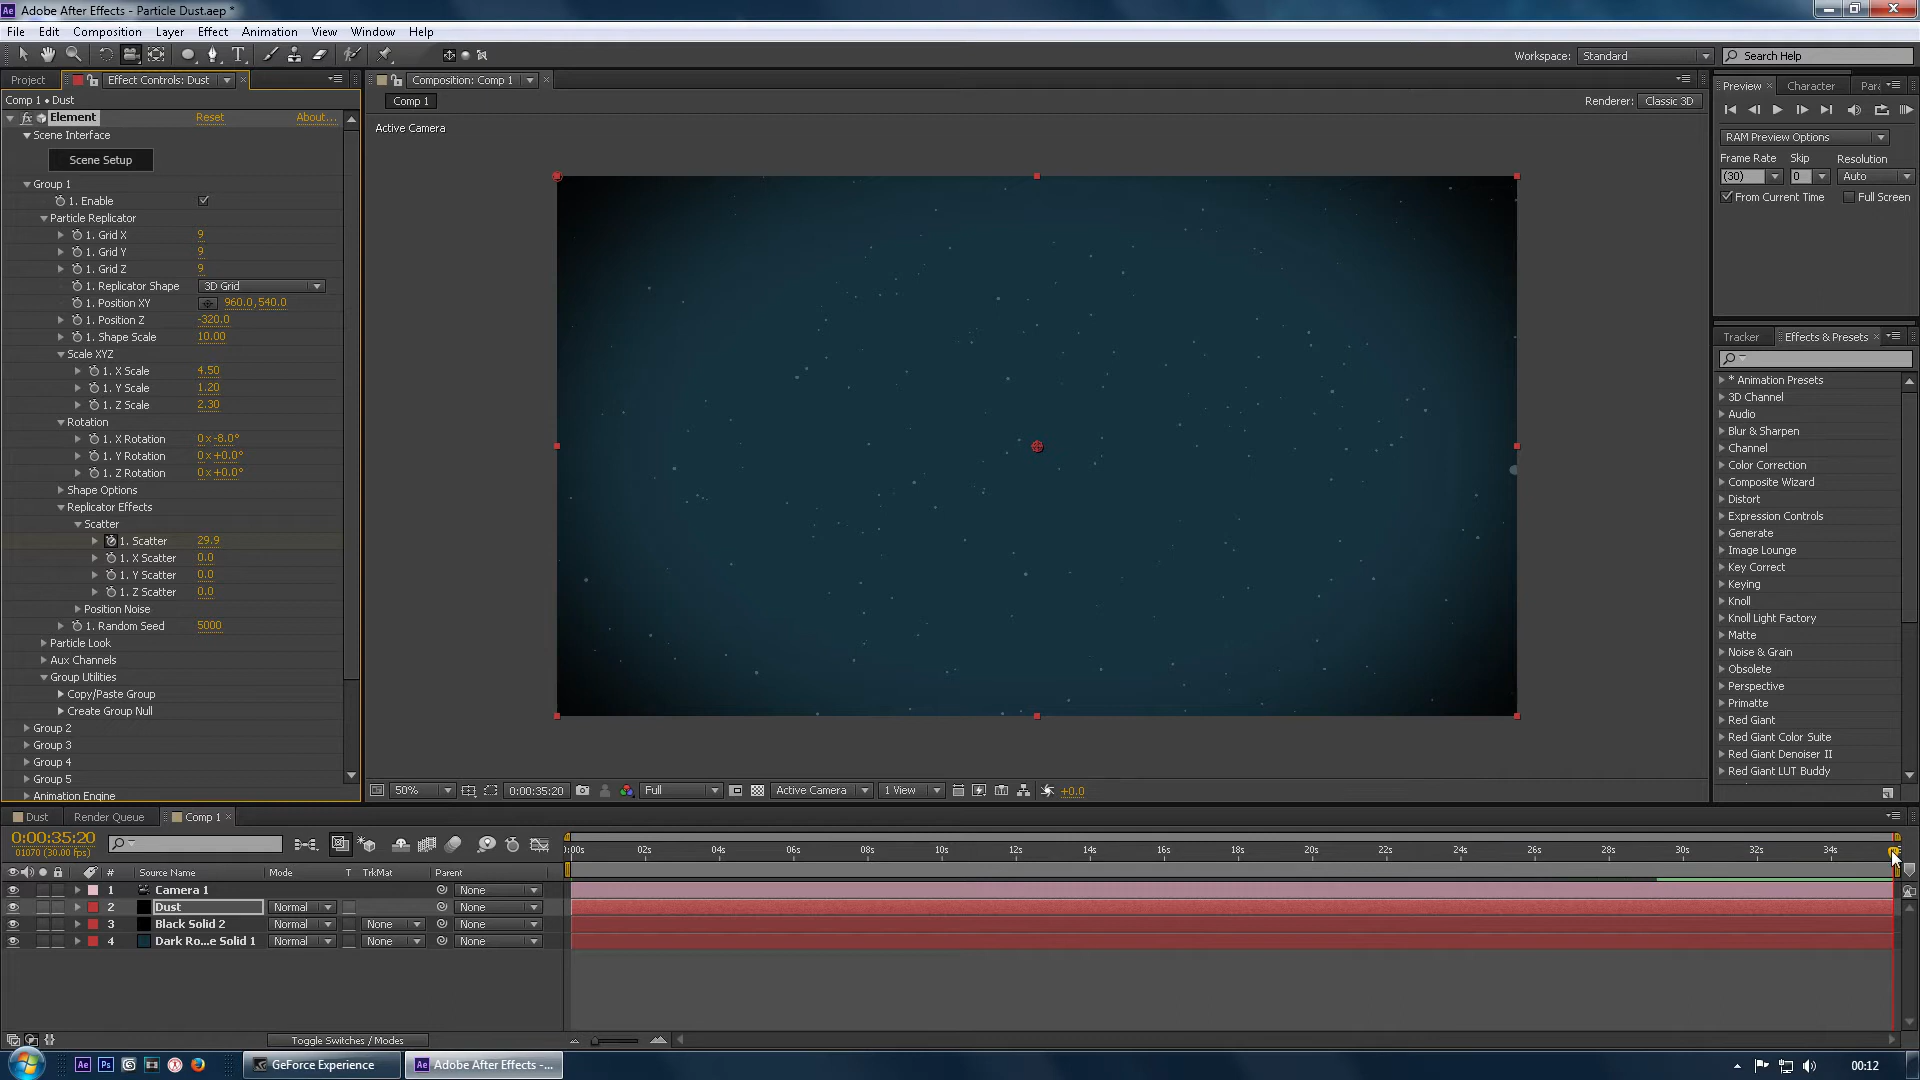 Adobe After Effects - Particle Dust.aep *
File Edit Composition Layer Effect Animation View Window Help
Workspace: Standard Search Help
Project Effect Controls: Dust
Comp 1 • Dust
Element Reset About...
Scene Interface
Scene Setup
Group 1
1. Enable
Particle Replicator
1. Grid X 9
1. Grid Y 9
1. Grid Z 9
1. Replicator Shape 3D Grid
1. Position XY 960.0,540.0
1. Position Z -320.0
1. Shape Scale 10.00
Scale XYZ
1. X Scale 4.50
1. Y Scale 1.20
1. Z Scale 2.30
Rotation
1. X Rotation 0x-8.0°
1. Y Rotation 0x+0.0°
1. Z Rotation 0x+0.0°
Shape Options
Replicator Effects
Scatter
1. Scatter 29.9
1. X Scatter 0.0
1. Y Scatter 0.0
1. Z Scatter 0.0
Position Noise
1. Random Seed 5000
Particle Look
Aux Channels
Group Utilities
Copy/Paste Group
Create Group Null
Group 2
Group 3
Group 4
Group 5
Animation Engine
Composition: Comp 1
Comp 1
Renderer: Classic 3D
Active Camera
50% 0:00:35:20 Full Active Camera 1 View +0.0
Preview Character Par
RAM Preview Options
Frame Rate Skip Resolution
(30) 0 Auto
From Current Time Full Screen
Tracker Effects & Presets
* Animation Presets
3D Channel
Audio
Blur & Sharpen
Channel
Color Correction
Composite Wizard
Distort
Expression Controls
Generate
Image Lounge
Key Correct
Keying
Knoll
Knoll Light Factory
Matte
Noise & Grain
Obsolete
Perspective
Primatte
Red Giant
Red Giant Color Suite
Red Giant Denoiser II
Red Giant LUT Buddy
Dust Render Queue Comp 1
0:00:35:20
01070 (30.00 fps)
:00s 02s 04s 06s 08s 10s 12s 14s 16s 18s 20s 22s 24s 26s 28s 30s 32s 34s
# Source Name Mode T TrkMat Parent
1 Camera 1 None
2 Dust Normal None
3 Black Solid 2 Normal None None
4 Dark Ro...e Solid 1 Normal None None
Toggle Switches / Modes
GeForce Experience Adobe After Effects -... 00:12